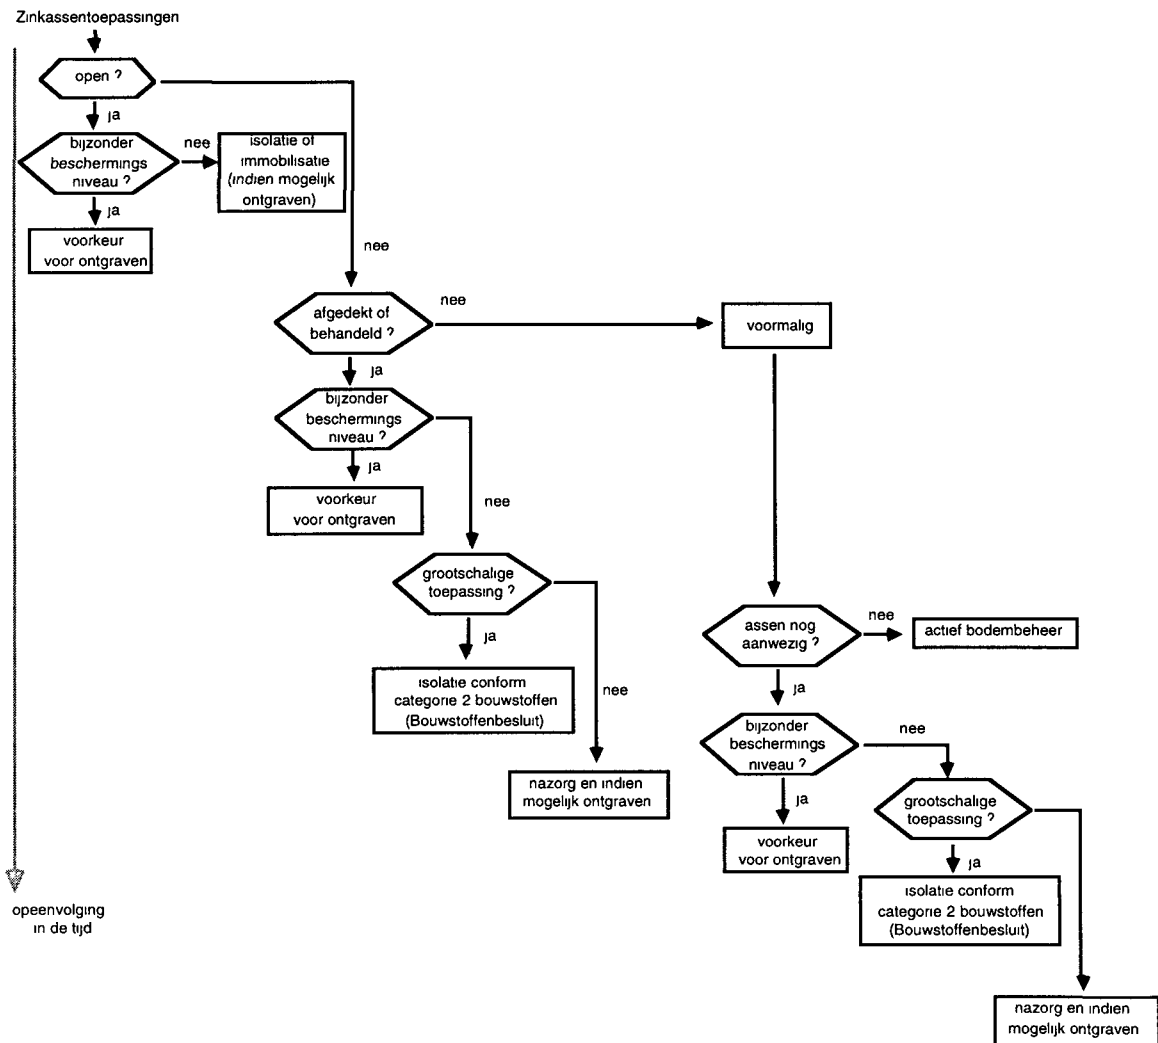 Zinkassentoepassingen
open ?
ja
nee
bijzonder
beschermings
niveau ?
nee
isolatie of
immobilisatie
(indien mogelijk
ontgraven)
ja
voorkeur
voor ontgraven
nee
afgedekt of
behandeld ?
nee
voormalig
ja
bijzonder
beschermings
niveau ?
ja
voorkeur
voor ontgraven
nee
grootschalige
toepassing ?
ja
isolatie conform
categorie 2 bouwstoffen
(Bouwstoffenbesluit)
nee
nazorg en indien
mogelijk ontgraven
assen nog
aanwezig ?
nee
actief bodembeheer
ja
bijzonder
beschermings
niveau ?
nee
ja
voorkeur
voor ontgraven
grootschalige
toepassing ?
ja
isolatie conform
categorie 2 bouwstoffen
(Bouwstoffenbesluit)
nazorg en indien
mogelijk ontgraven
opeenvolging
in de tijd